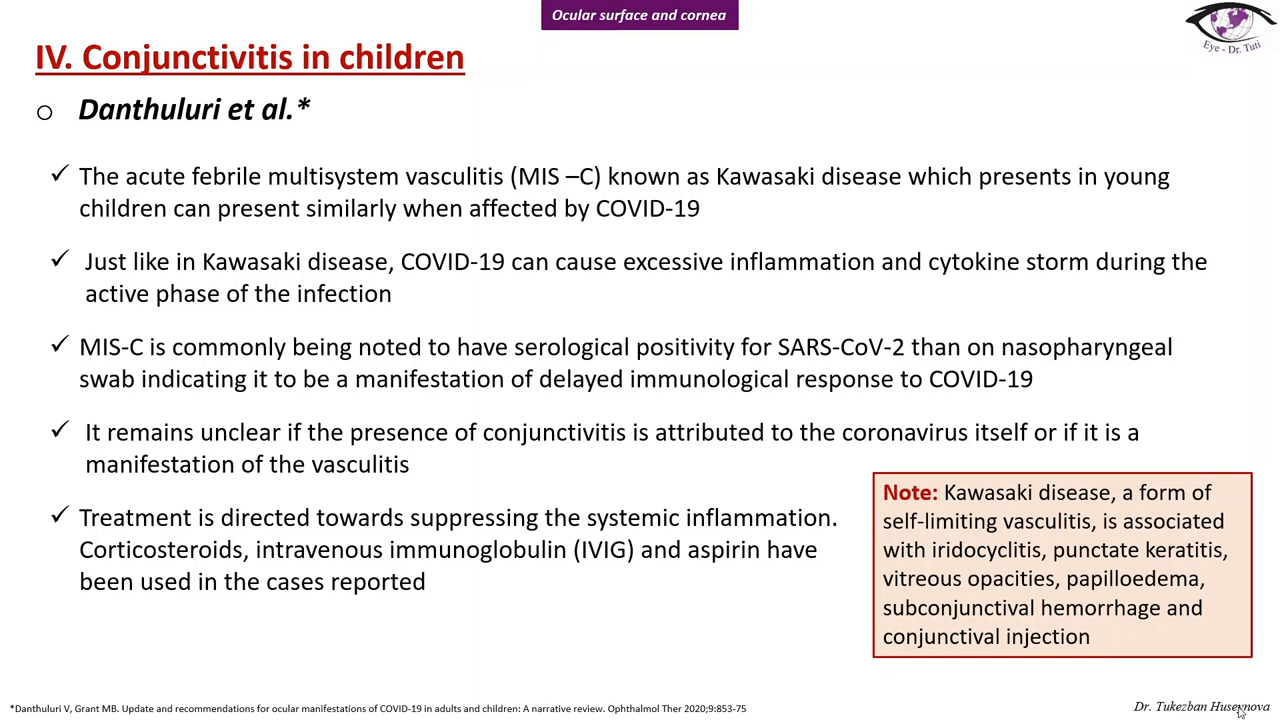 Ocular surface and cornea
Eye - Dr. Tuti
IV. Conjunctivitis in children
o Danthuluri et al.*
✓ The acute febrile multisystem vasculitis (MIS –C) known as Kawasaki disease which presents in young
children can present similarly when affected by COVID-19
✓ Just like in Kawasaki disease, COVID-19 can cause excessive inflammation and cytokine storm during the
active phase of the infection
✓ MIS-C is commonly being noted to have serological positivity for SARS-CoV-2 than on nasopharyngeal
swab indicating it to be a manifestation of delayed immunological response to COVID-19
✓ It remains unclear if the presence of conjunctivitis is attributed to the coronavirus itself or if it is a
manifestation of the vasculitis
✓ Treatment is directed towards suppressing the systemic inflammation.
Corticosteroids, intravenous immunoglobulin (IVIG) and aspirin have
been used in the cases reported
Note: Kawasaki disease, a form of
self-limiting vasculitis, is associated
with iridocyclitis, punctate keratitis,
vitreous opacities, papilloedema,
subconjunctival hemorrhage and
conjunctival injection
*Danthuluri V, Grant MB. Update and recommendations for ocular manifestations of COVID-19 in adults and children: A narrative review. Ophthalmol Ther 2020;9:853-75
Dr. Tukezban Huseynova